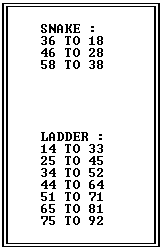 SNAKE :
36 TO 18
46 TO 28
58 TO 38
LADDER :
14 TO 33
25 TO 45
34 TO 52
44 TO 64
51 TO 71
65 TO 81
75 TO 92